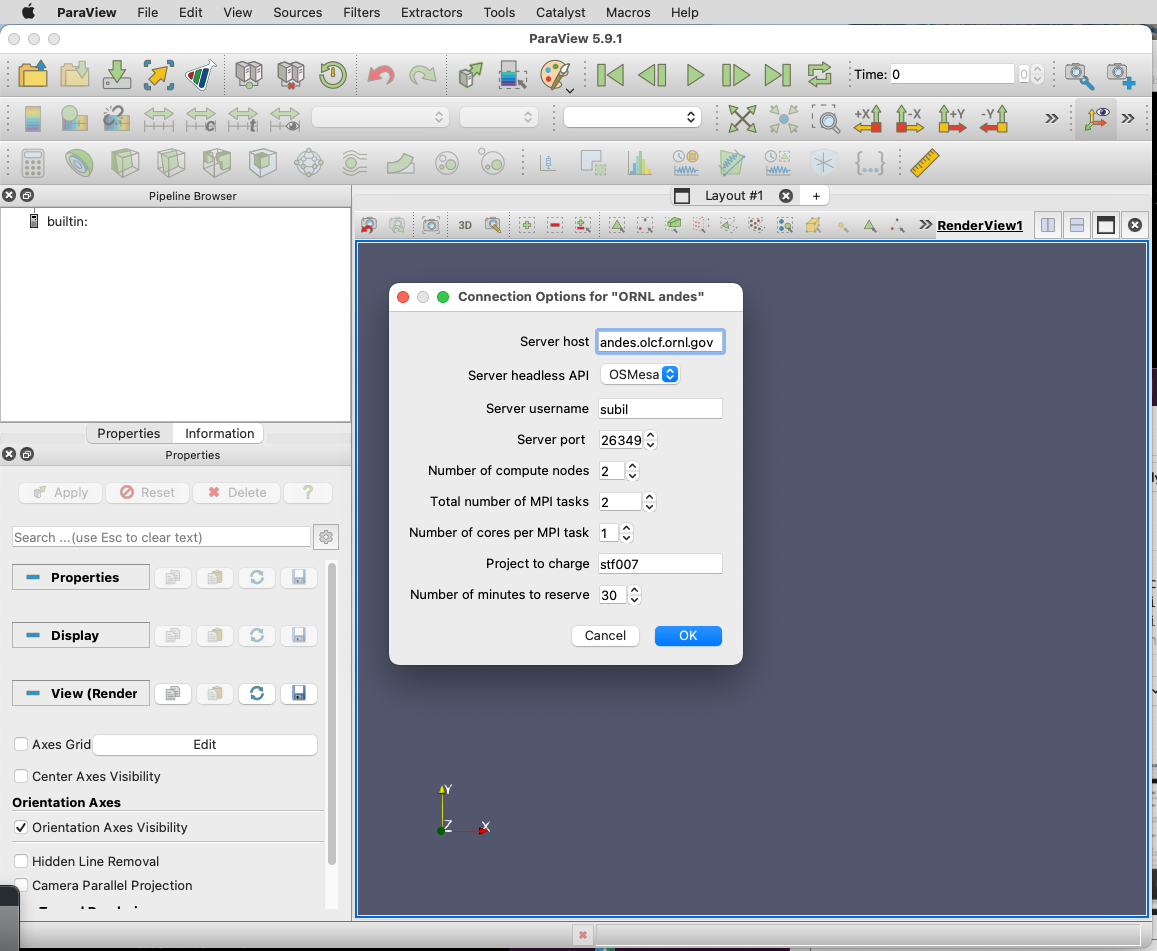 ParaView File Edit View Sources Filters Extractors Tools Catalyst Macros Help
ParaView 5.9.1
Time: 0 0
+X -X +Y -Y
Pipeline Browser
Layout #1 +
builtin:
3D RenderView1
Connection Options for "ORNL andes"
Server host andes.olcf.ornl.gov
Server headless API OSMesa
Server username subil
Server port 26349
Number of compute nodes 2
Total number of MPI tasks 2
Number of cores per MPI task 1
Project to charge stf007
Number of minutes to reserve 30
Cancel OK
Properties Information
Properties
Apply Reset Delete ?
Search ...(use Esc to clear text)
Properties
Display
View (Render
Axes Grid Edit
Center Axes Visibility
Orientation Axes
Orientation Axes Visibility
Hidden Line Removal
Camera Parallel Projection
Y
Z X